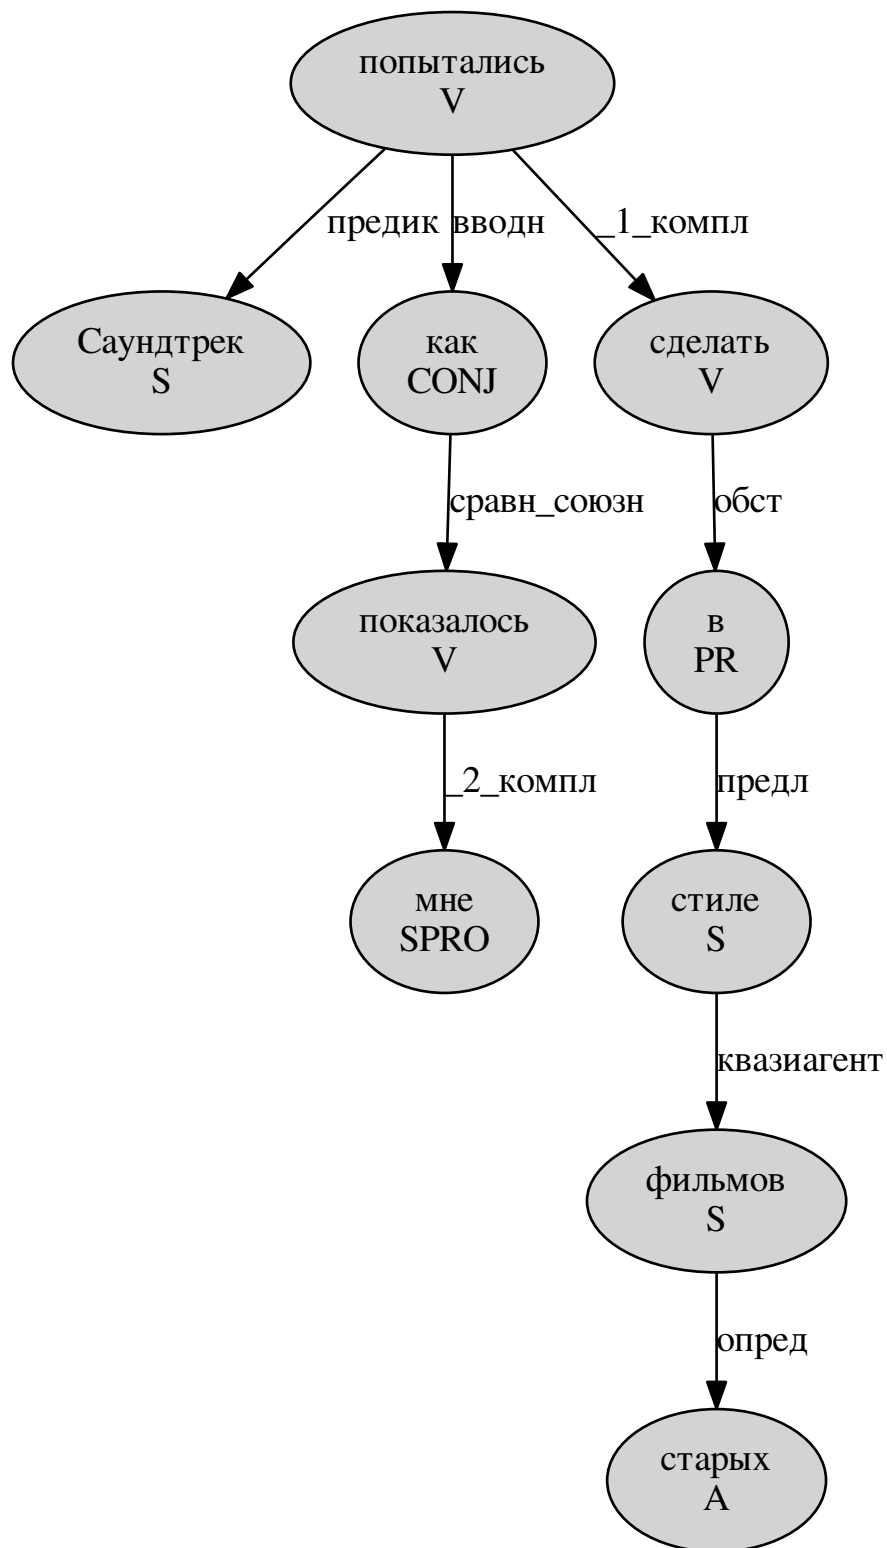 попытались
V
предик
вводн
_1_компл
Саундтрек
S
как
CONJ
сделать
V
сравн_союзн
обст
показалось
V
в
PR
_2_компл
предл
мне
SPRO
стиле
S
квазиагент
фильмов
S
опред
старых
A